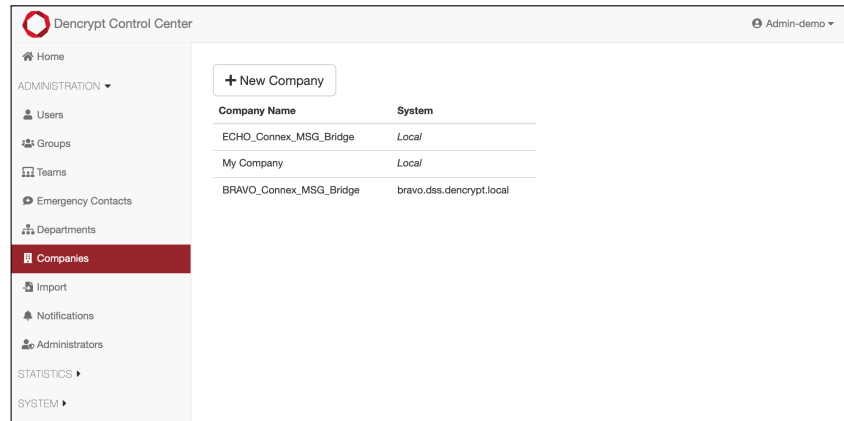 Dencrypt Control Center
Admin-demo
Home
ADMINISTRATION
Users
Groups
Teams
Emergency Contacts
Departments
Companies
Import
Notifications
Administrators
STATISTICS
SYSTEM
+ New Company
Company Name System
ECHO_Connex_MSG_Bridge Local
My Company Local
BRAVO_Connex_MSG_Bridge bravo.dss.dencrypt.local